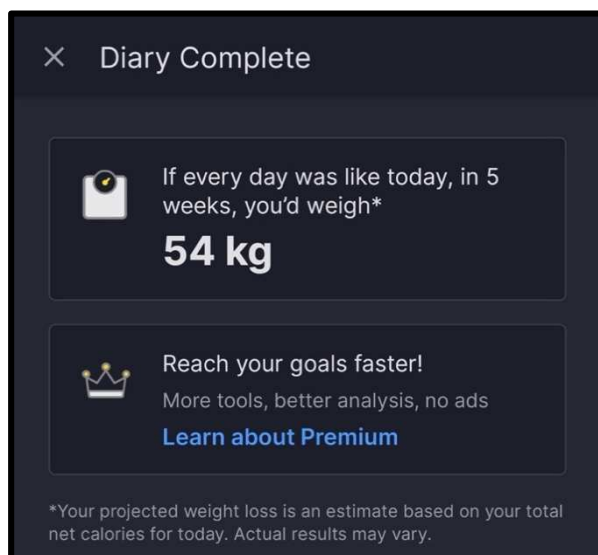 Diary Complete
If every day was like today, in 5
weeks, you'd weigh*
54 kg
Reach your goals faster!
More tools, better analysis, no ads
Learn about Premium
*Your projected weight loss is an estimate based on your total
net calories for today. Actual results may vary.